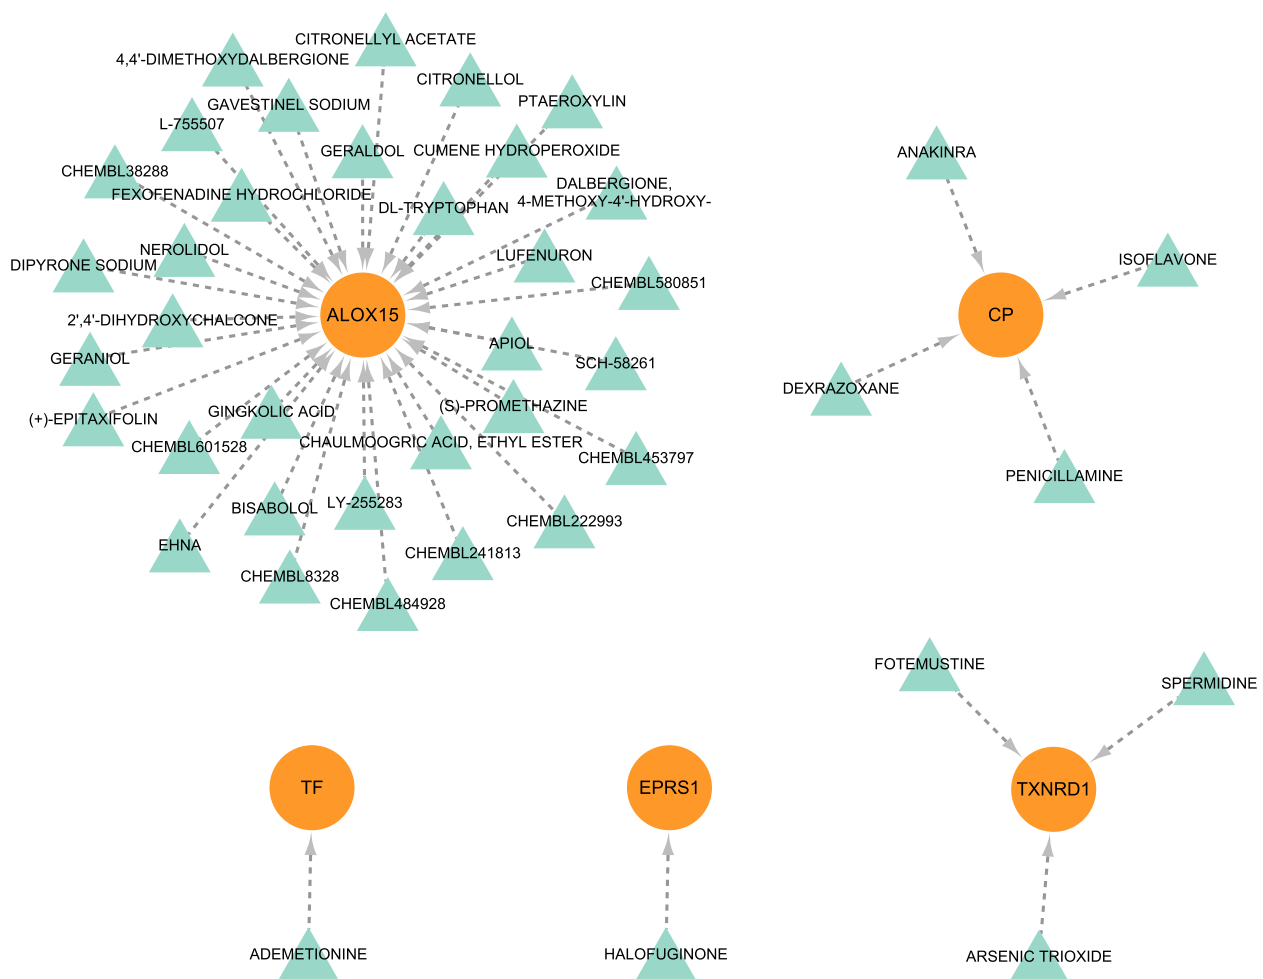 CITRONELLYL ACETATE
4,4'-DIMETHOXYDALBERGIONE
CITRONELLOL
GAVESTINEL SODIUM
PTAEROXYLIN
L-755507
GERALDOL
CUMENE HYDROPEROXIDE
CHEMBL38288
FEXOFENADINE HYDROCHLORIDE
DALBERGIONE,
4-METHOXY-4'-HYDROXY-
DL-TRYPTOPHAN
NEROLIDOL
LUFENURON
DIPYRONE SODIUM
CHEMBL580851
ALOX15
2',4'-DIHYDROXYCHALCONE
APIOL
GERANIOL
SCH-58261
(S)-PROMETHAZINE
GINGKOLIC ACID
(+)-EPITAXIFOLIN
CHEMBL601528
CHAULMOOGRIC ACID, ETHYL ESTER
CHEMBL453797
LY-255283
BISABOLOL
CHEMBL222993
EHNA
CHEMBL241813
CHEMBL8328
CHEMBL484928
ANAKINRA
ISOFLAVONE
CP
DEXRAZOXANE
PENICILLAMINE
FOTEMUSTINE
SPERMIDINE
TF
EPRS1
TXNRD1
ADEMETIONINE
HALOFUGINONE
ARSENIC TRIOXIDE